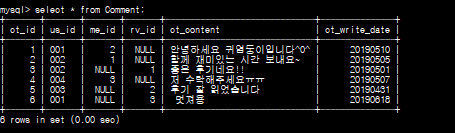 mysql> select * from Comment;
+-------+-------+-------+-------+----------------------------+---------------+
| ot_id | us_id | me_id | rv_id | ot_content | ot_write_date |
+-------+-------+-------+-------+----------------------------+---------------+
| 1 | 001 | 2 | NULL | 안녕하세요 귀염둥이입니다^0^ | 20190510 |
| 2 | 002 | 1 | NULL | 함께 재미있는 시간 보내요~ | 20190505 |
| 3 | 002 | NULL | 1 | 좋은 후기네요!! | 20190501 |
| 4 | 004 | 3 | NULL | 저 수락해주세요ㅠㅠ | 20190507 |
| 5 | 003 | NULL | 2 | 후기 잘 읽었습니다 | 20190431 |
| 6 | 001 | NULL | 3 | 멋져용 | 20190618 |
+-------+-------+-------+-------+----------------------------+---------------+
6 rows in set (0.00 sec)